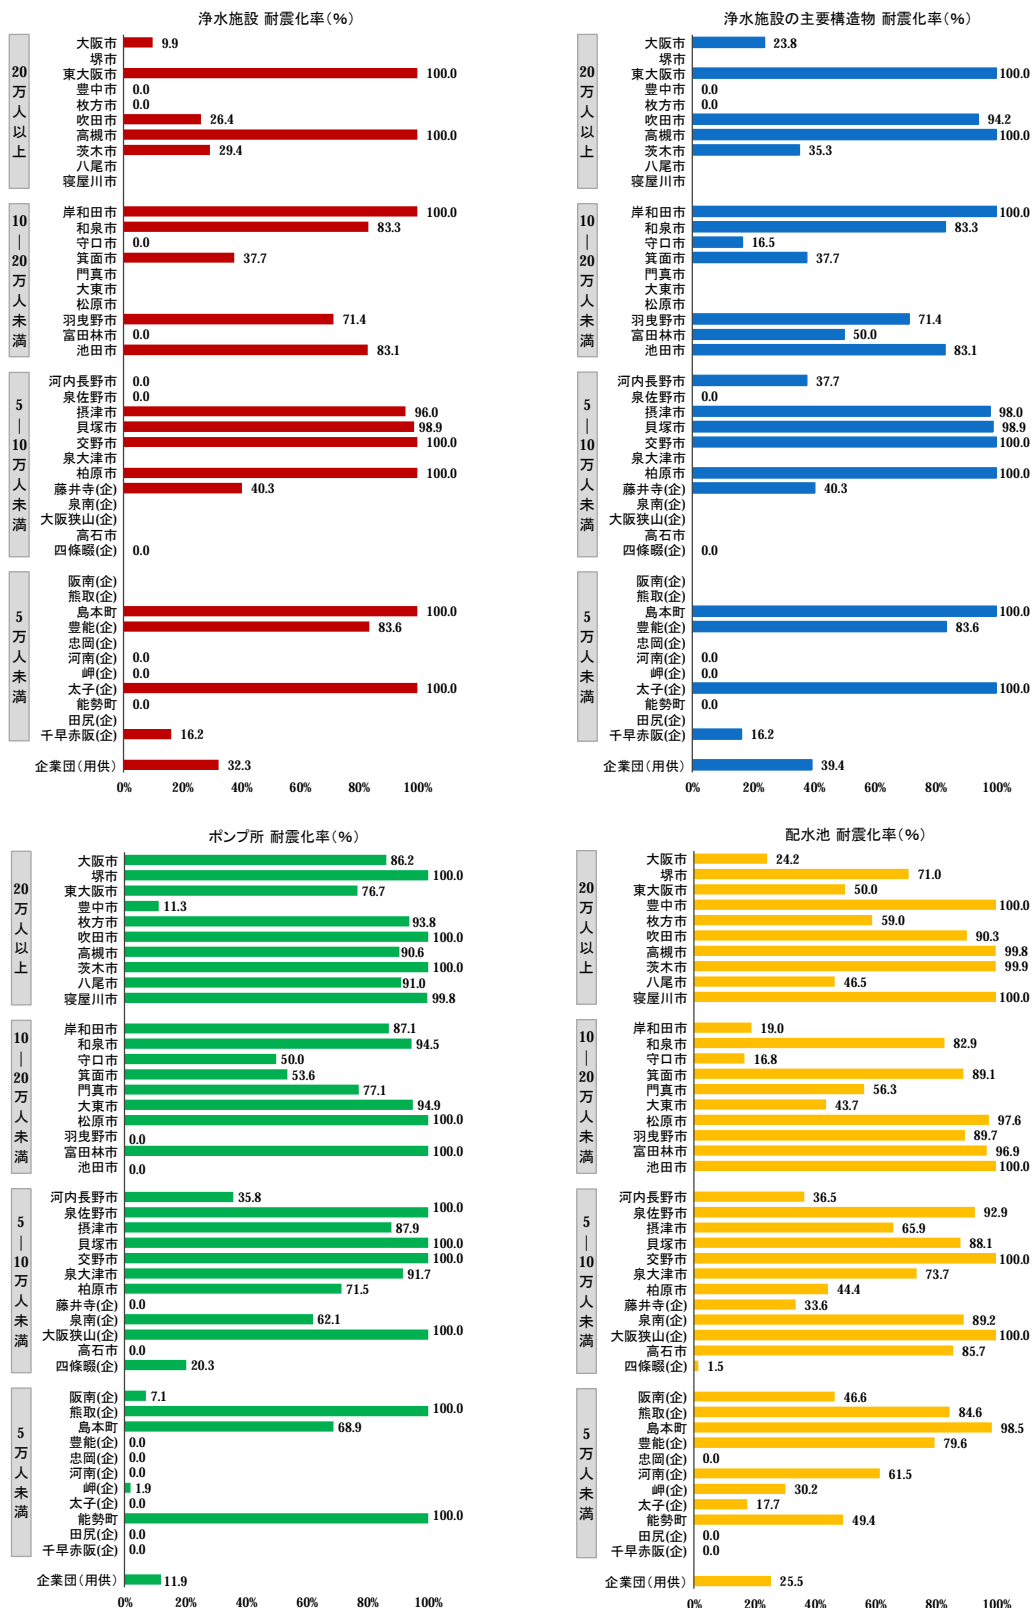 浄水施設 耐震化率(%)
20万人以上
大阪市 9.9
堺市
東大阪市 100.0
豊中市 0.0
枚方市 0.0
吹田市 26.4
高槻市 100.0
茨木市 29.4
八尾市
寝屋川市
10―20万人未満
岸和田市 100.0
和泉市 83.3
守口市 0.0
箕面市 37.7
門真市
大東市
松原市
羽曳野市 71.4
富田林市 0.0
池田市 83.1
5―10万人未満
河内長野市 0.0
泉佐野市 0.0
摂津市 96.0
貝塚市 98.9
交野市 100.0
泉大津市
柏原市 100.0
藤井寺(企) 40.3
泉南(企)
大阪狭山(企)
高石市
四條畷(企) 0.0
5万人未満
阪南(企)
熊取(企)
島本町 100.0
豊能(企) 83.6
忠岡(企)
河南(企) 0.0
岬(企) 0.0
太子(企) 100.0
能勢町 0.0
田尻(企)
千早赤阪(企) 16.2
企業団(用供) 32.3
0% 20% 40% 60% 80% 100%
浄水施設の主要構造物 耐震化率(%)
20万人以上
大阪市 23.8
堺市
東大阪市 100.0
豊中市 0.0
枚方市 0.0
吹田市 94.2
高槻市 100.0
茨木市 35.3
八尾市
寝屋川市
10―20万人未満
岸和田市 100.0
和泉市 83.3
守口市 16.5
箕面市 37.7
門真市
大東市
松原市
羽曳野市 71.4
富田林市 50.0
池田市 83.1
5―10万人未満
河内長野市 37.7
泉佐野市 0.0
摂津市 98.0
貝塚市 98.9
交野市 100.0
泉大津市
柏原市 100.0
藤井寺(企) 40.3
泉南(企)
大阪狭山(企)
高石市
四條畷(企) 0.0
5万人未満
阪南(企)
熊取(企)
島本町 100.0
豊能(企) 83.6
忠岡(企)
河南(企) 0.0
岬(企) 0.0
太子(企) 100.0
能勢町 0.0
田尻(企)
千早赤阪(企) 16.2
企業団(用供) 39.4
0% 20% 40% 60% 80% 100%
ポンプ所 耐震化率(%)
20万人以上
大阪市 86.2
堺市 100.0
東大阪市 76.7
豊中市 11.3
枚方市 93.8
吹田市 100.0
高槻市 90.6
茨木市 100.0
八尾市 91.0
寝屋川市 99.8
10―20万人未満
岸和田市 87.1
和泉市 94.5
守口市 50.0
箕面市 53.6
門真市 77.1
大東市 94.9
松原市 100.0
羽曳野市 0.0
富田林市 100.0
池田市 0.0
5―10万人未満
河内長野市 35.8
泉佐野市 100.0
摂津市 87.9
貝塚市 100.0
交野市 100.0
泉大津市 91.7
柏原市 71.5
藤井寺(企) 0.0
泉南(企) 62.1
大阪狭山(企) 100.0
高石市 0.0
四條畷(企) 20.3
5万人未満
阪南(企) 7.1
熊取(企) 100.0
島本町 68.9
豊能(企) 0.0
忠岡(企) 0.0
河南(企) 0.0
岬(企) 1.9
太子(企) 0.0
能勢町 100.0
田尻(企) 0.0
千早赤阪(企) 0.0
企業団(用供) 11.9
0% 20% 40% 60% 80% 100%
配水池 耐震化率(%)
20万人以上
大阪市 24.2
堺市 71.0
東大阪市 50.0
豊中市 100.0
枚方市 59.0
吹田市 90.3
高槻市 99.8
茨木市 99.9
八尾市 46.5
寝屋川市 100.0
10―20万人未満
岸和田市 19.0
和泉市 82.9
守口市 16.8
箕面市 89.1
門真市 56.3
大東市 43.7
松原市 97.6
羽曳野市 89.7
富田林市 96.9
池田市 100.0
5―10万人未満
河内長野市 36.5
泉佐野市 92.9
摂津市 65.9
貝塚市 88.1
交野市 100.0
泉大津市 73.7
柏原市 44.4
藤井寺(企) 33.6
泉南(企) 89.2
大阪狭山(企) 100.0
高石市 85.7
四條畷(企) 1.5
5万人未満
阪南(企) 46.6
熊取(企) 84.6
島本町 98.5
豊能(企) 79.6
忠岡(企) 0.0
河南(企) 61.5
岬(企) 30.2
太子(企) 17.7
能勢町 49.4
田尻(企) 0.0
千早赤阪(企) 0.0
企業団(用供) 25.5
0% 20% 40% 60% 80% 100%